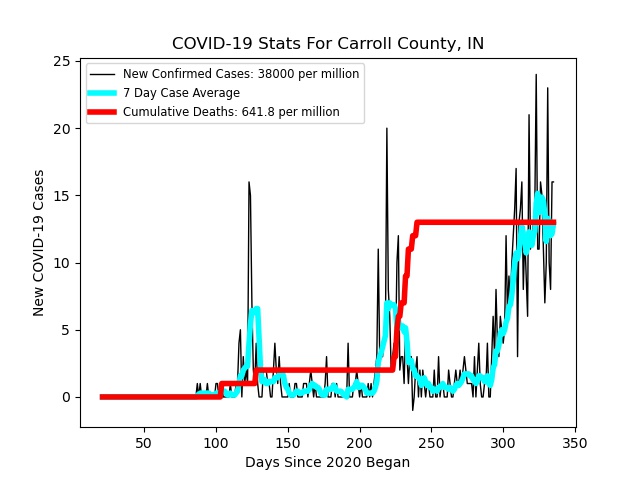 COVID-19 Stats For Carroll County, IN
New Confirmed Cases: 38000 per million
7 Day Case Average
Cumulative Deaths: 641.8 per million
New COVID-19 Cases
25
20
15
10
5
0
50
100
150
200
250
300
350
Days Since 2020 Began